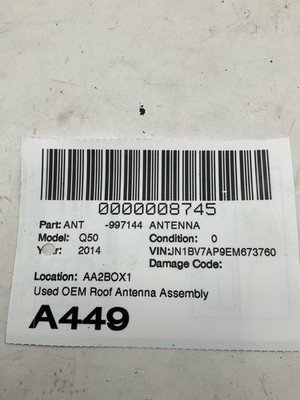 0000008745
Part: ANT -997144 ANTENNA
Model: Q50 Condition: 0
Year: 2014 VIN:JN1BV7AP9EM673760
Damage Code:
Location: AA2BOX1
Used OEM Roof Antenna Assembly
A449